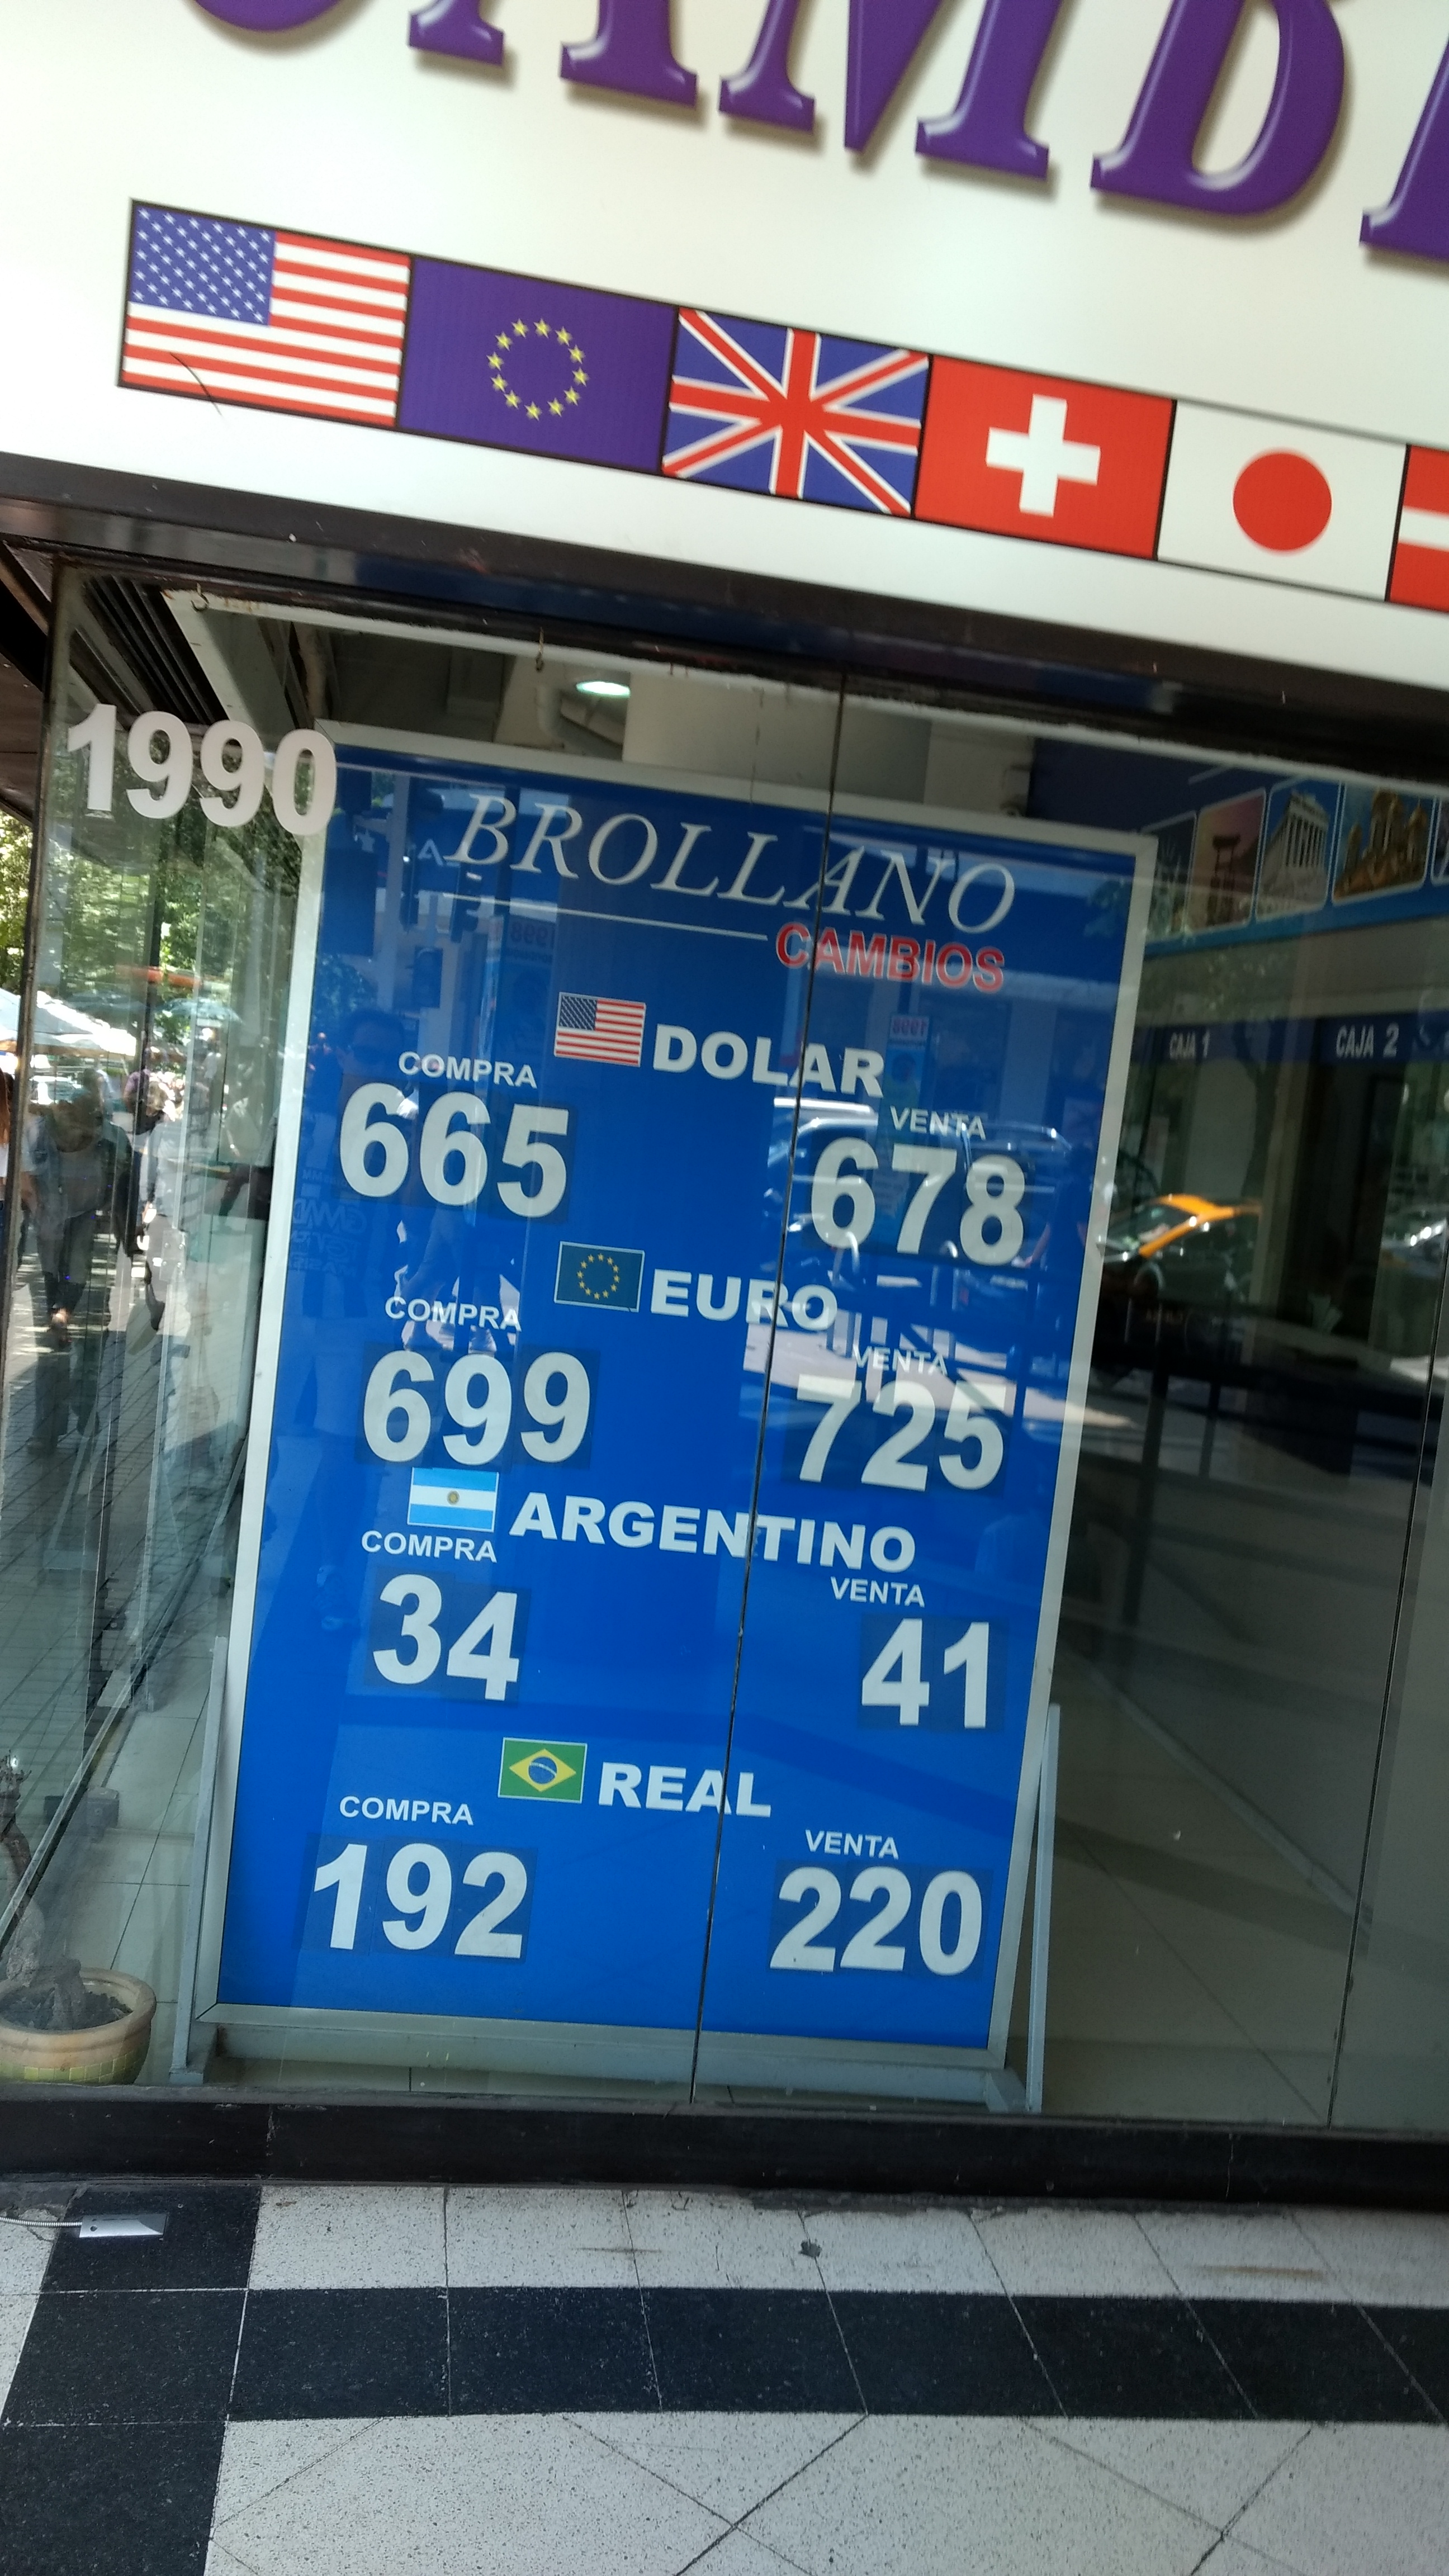 CAMBI
1990
BROLLANO
CAMBIOS
CAJA 1
CAJA 2
DOLAR
COMPRA
VENTA
665
678
EURO
COMPRA
VENTA
699
725
ARGENTINO
COMPRA
VENTA
34
41
REAL
COMPRA
VENTA
192
220